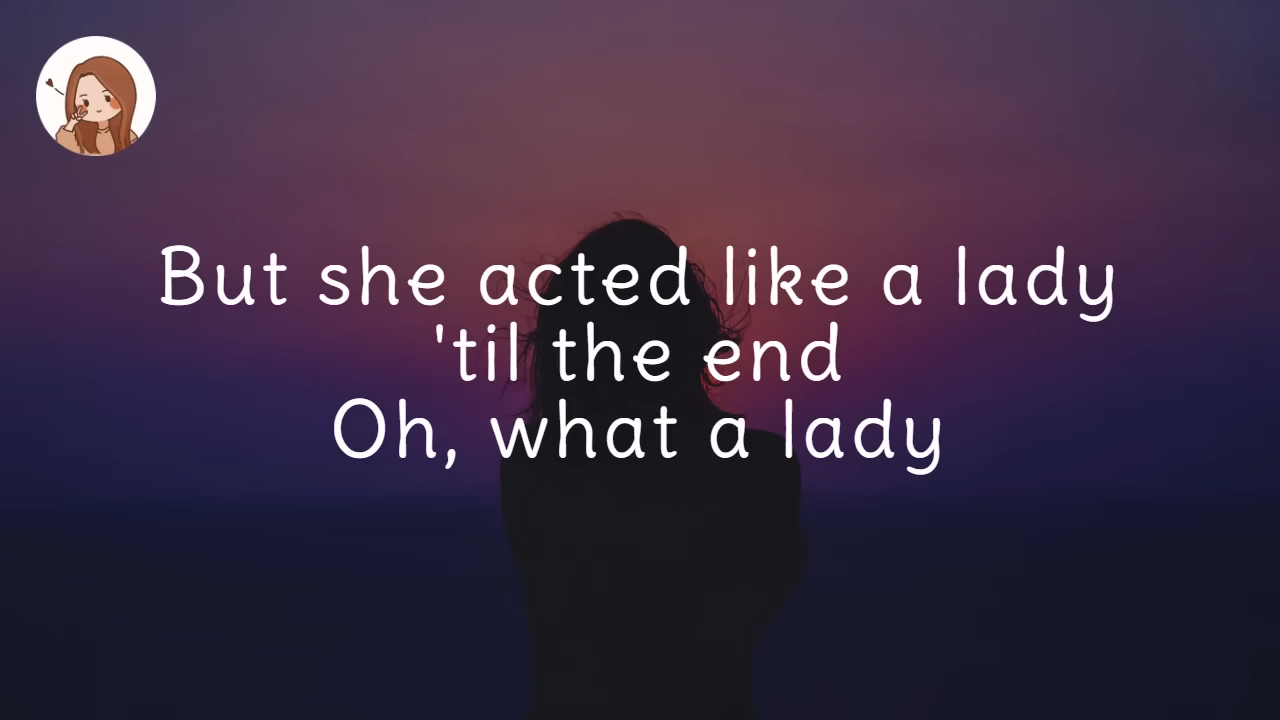 But she acted like a lady
'til the end
Oh, what a lady